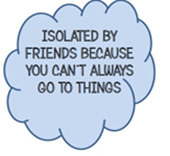 ISOLATED BY
FRIENDS BECAUSE
YOU CAN'T ALWAYS
GO TO THINGS